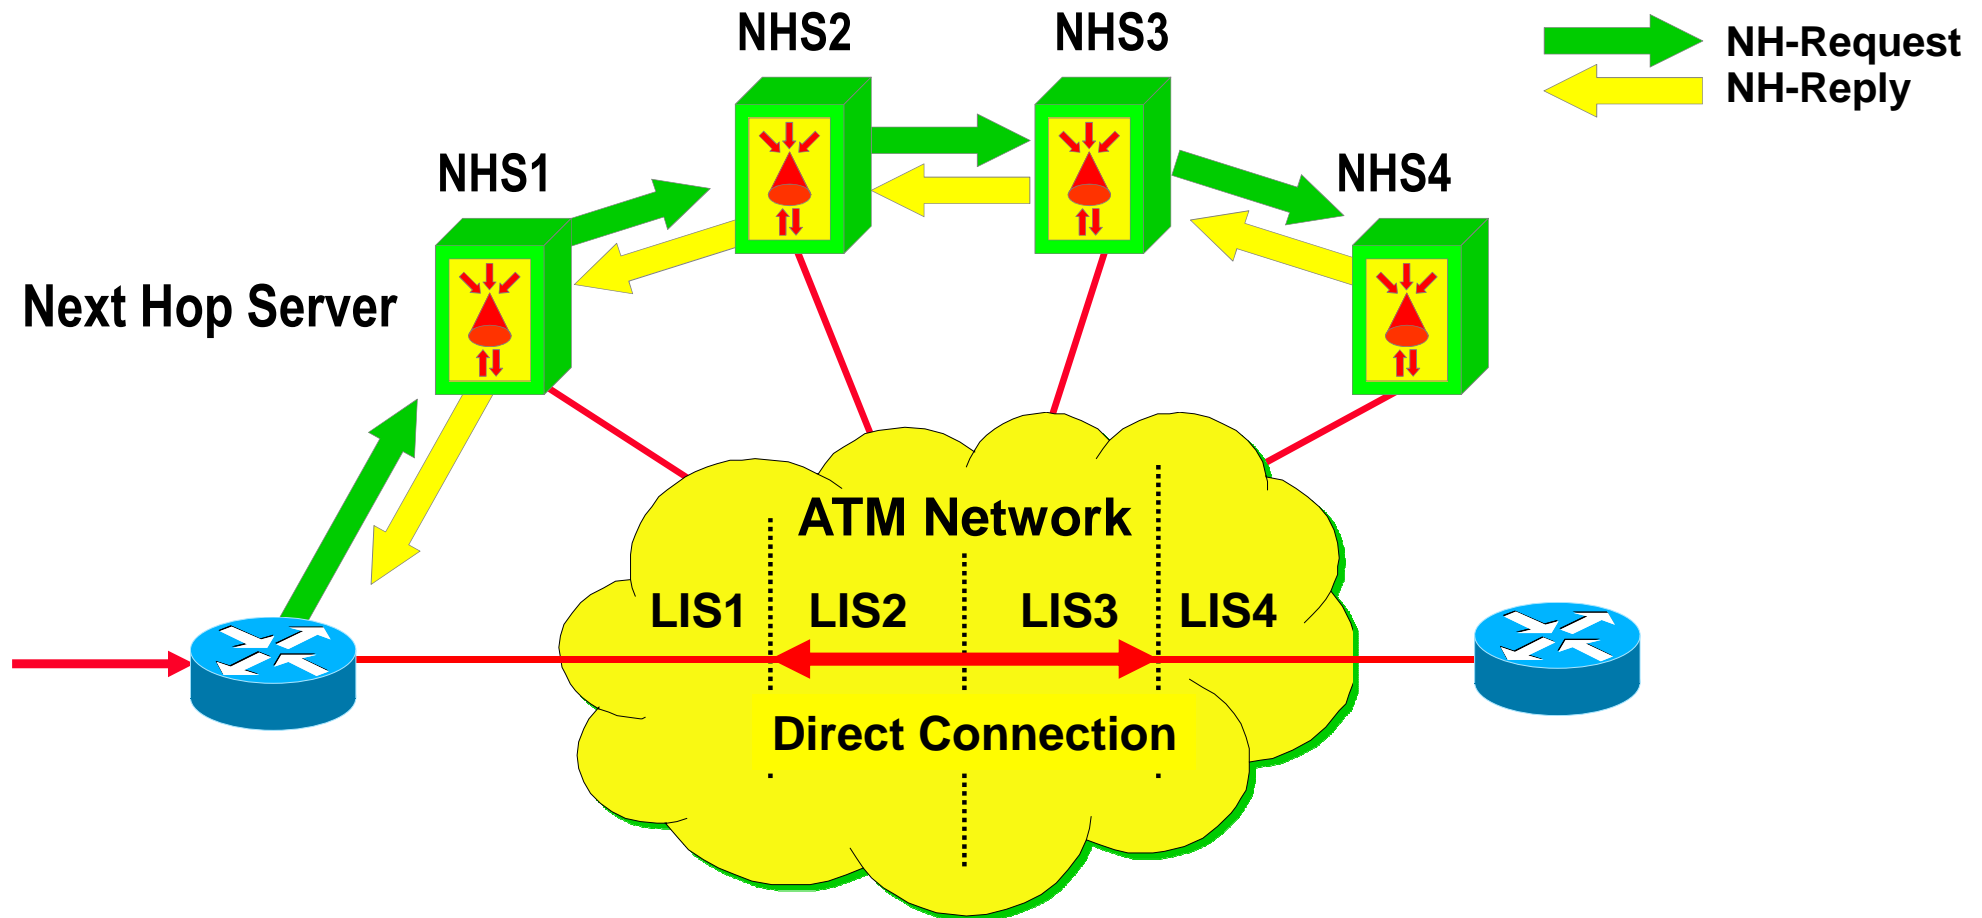 NHS2
NHS3
NH-Request
NH-Reply
NHS1
NHS4
Next Hop Server
ATM Network
LIS1
LIS2
LIS3
LIS4
Direct Connection